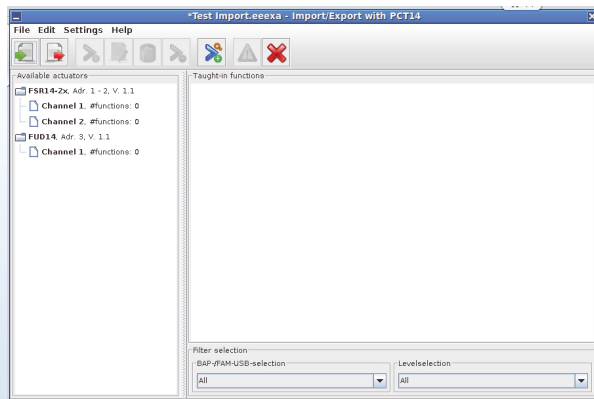 *Test Import.eeexa - Import/Export with PCT14
File Edit Settings Help
Available actuators
FSR14-2x, Adr. 1 - 2, V. 1.1
Channel 1, #functions: 0
Channel 2, #functions: 0
FUD14, Adr. 3, V. 1.1
Channel 1, #functions: 0
Taught-in functions
Filter selection
BAP-/FAM-USB-selection
All
Levelselection
All